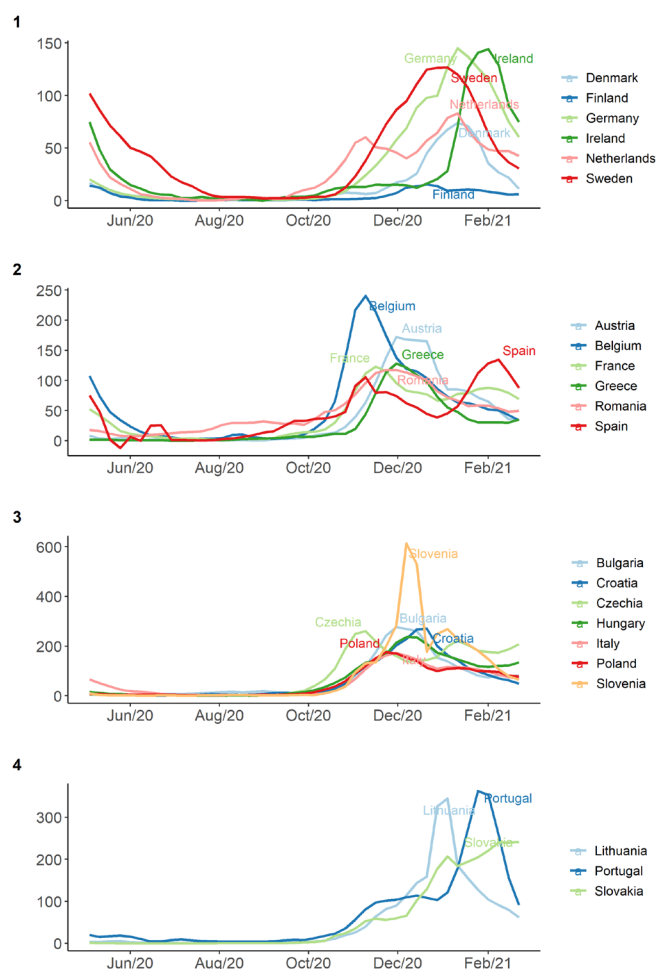 1
150
100
50
0
Germany
Ireland
Sweden
Netherlands
Denmark
Finland
Jun/20 Aug/20 Oct/20 Dec/20 Feb/21
Denmark
Finland
Germany
Ireland
Netherlands
Sweden
2
250
200
150
100
50
0
Belgium
Austria
France
Greece
Spain
Romania
Jun/20 Aug/20 Oct/20 Dec/20 Feb/21
Austria
Belgium
France
Greece
Romania
Spain
3
600
400
200
0
Slovenia
Czechia
Bulgaria
Poland
Croatia
Italy
Jun/20 Aug/20 Oct/20 Dec/20 Feb/21
Bulgaria
Croatia
Czechia
Hungary
Italy
Poland
Slovenia
4
300
200
100
0
Lithuania
Portugal
Slovakia
Jun/20 Aug/20 Oct/20 Dec/20 Feb/21
Lithuania
Portugal
Slovakia